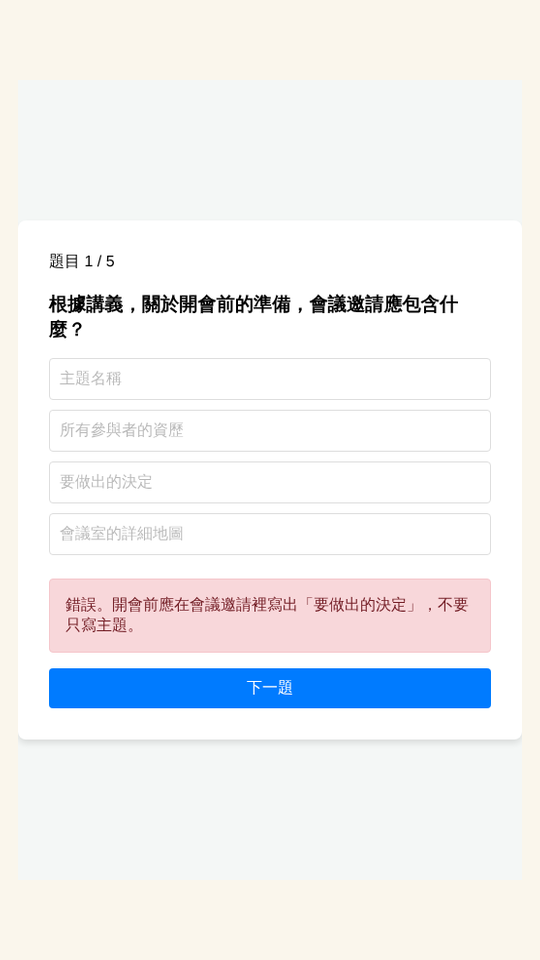 題目 1 / 5
根據講義，關於開會前的準備，會議邀請應包含什
麼？
主題名稱
所有參與者的資歷
要做出的決定
會議室的詳細地圖
錯誤。開會前應在會議邀請裡寫出「要做出的決定」，不要
只寫主題。
下一題